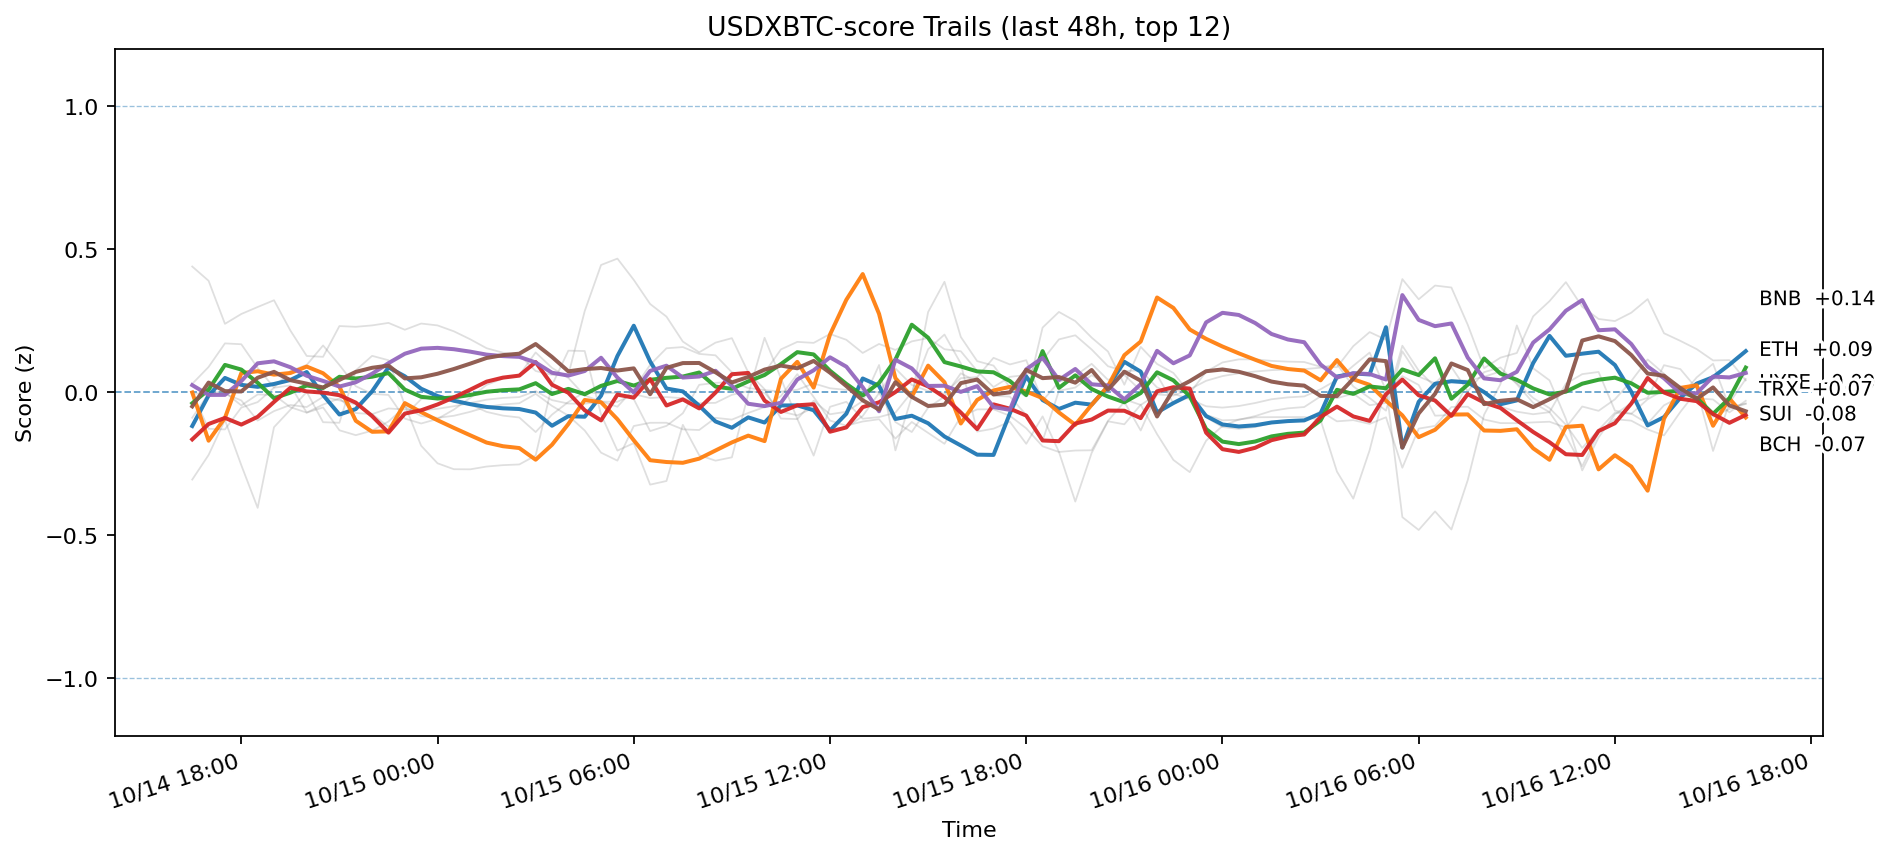 USDXBTC-score Trails (last 48h, top 12)
Score (z)
1.0
0.5
0.0
−0.5
−1.0
BNB +0.14
ETH +0.09
TRX +0.07
SUI -0.08
BCH -0.07
10/14 18:00
10/15 00:00
10/15 06:00
10/15 12:00
10/15 18:00
10/16 00:00
10/16 06:00
10/16 12:00
10/16 18:00
Time